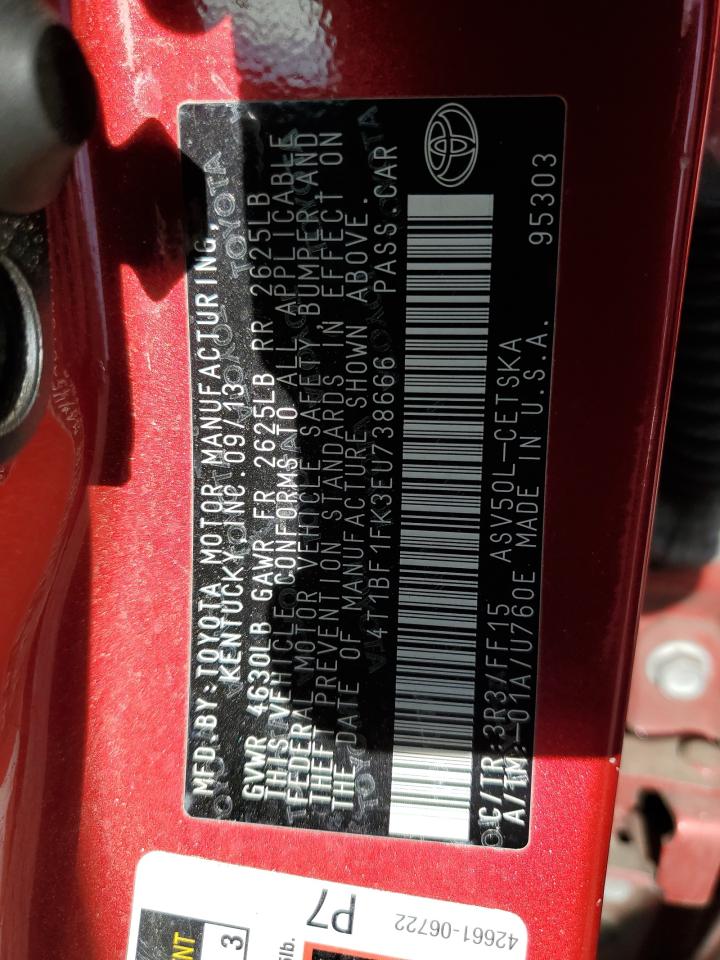 MFD.BY:TOYOTA MOTOR MANUFACTURING,
KENTUCKY,INC. 09/13
GVWR 4630LB GAWR FR 2625LB RR 2625LB
THIS VEHICLE CONFORMS TO ALL APPLICABLE
FEDERAL MOTOR VEHICLE SAFETY, BUMPER, AND
THEFT PREVENTION STANDARDS IN EFFECT ON
THE DATE OF MANUFACTURE SHOWN ABOVE.
4T1BF1FK3EU738666 PASS.CAR
C/TR:3R3/FF15 ASV50L-CETSKA
A/TM:-01A/U760E MADE IN U.S.A. 95303
P7
42661-06722
3